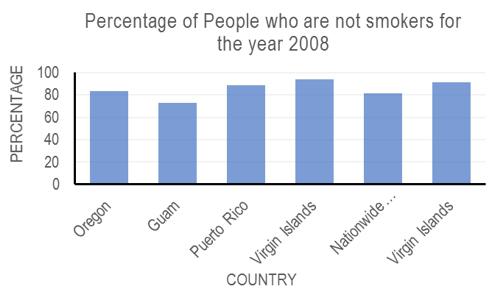 Percentage of People who are not smokers for
the year 2008
PERCENTAGE
100
80
60
40
20
0
Oregon
Guam
Puerto Rico
Virgin Islands
Nationwide...
Virgin Islands
COUNTRY